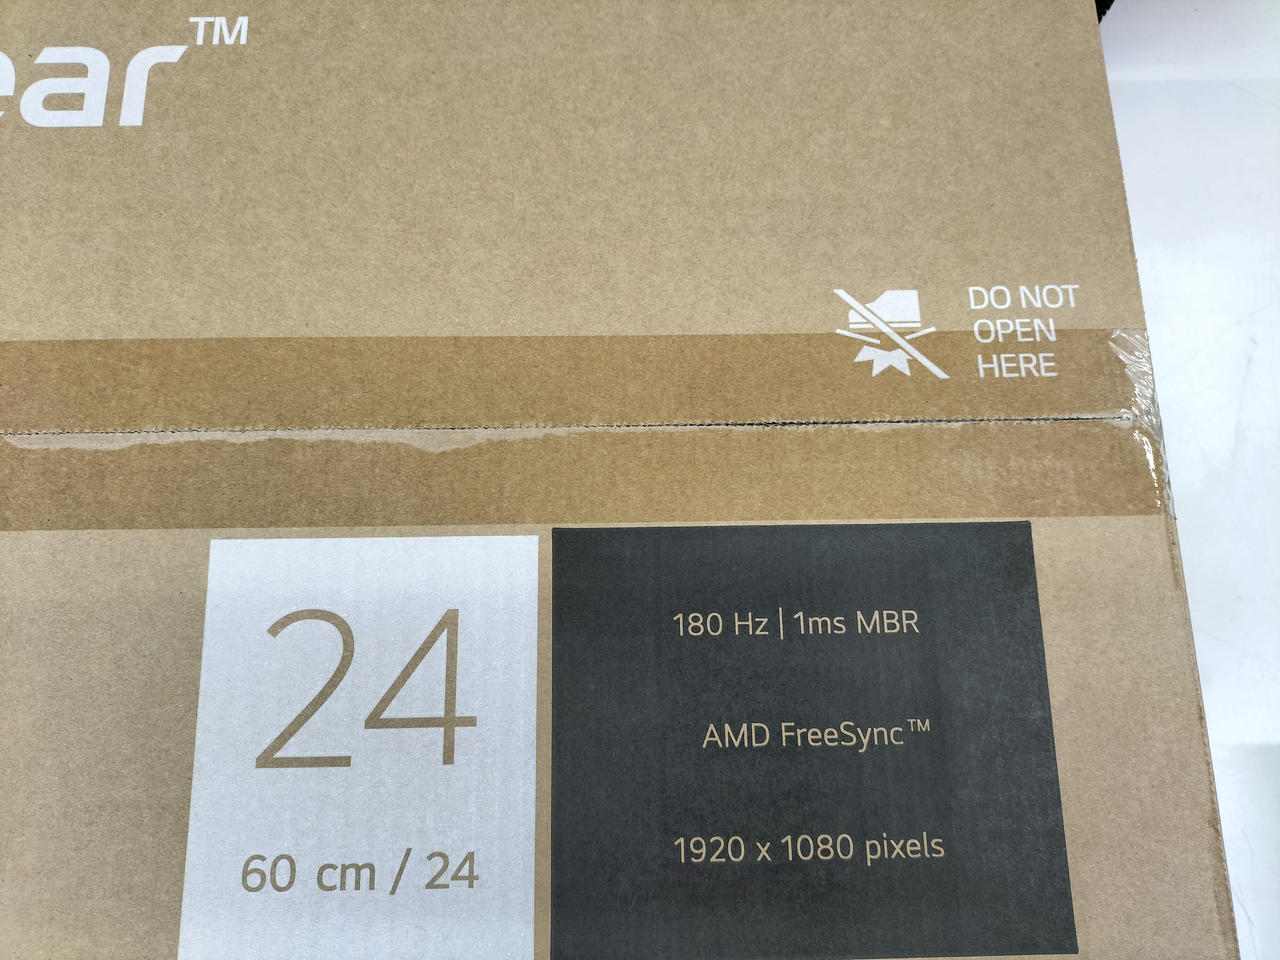 ear™
DO NOT
OPEN
HERE
24
60 cm / 24
180 Hz | 1ms MBR
AMD FreeSync™
1920 x 1080 pixels